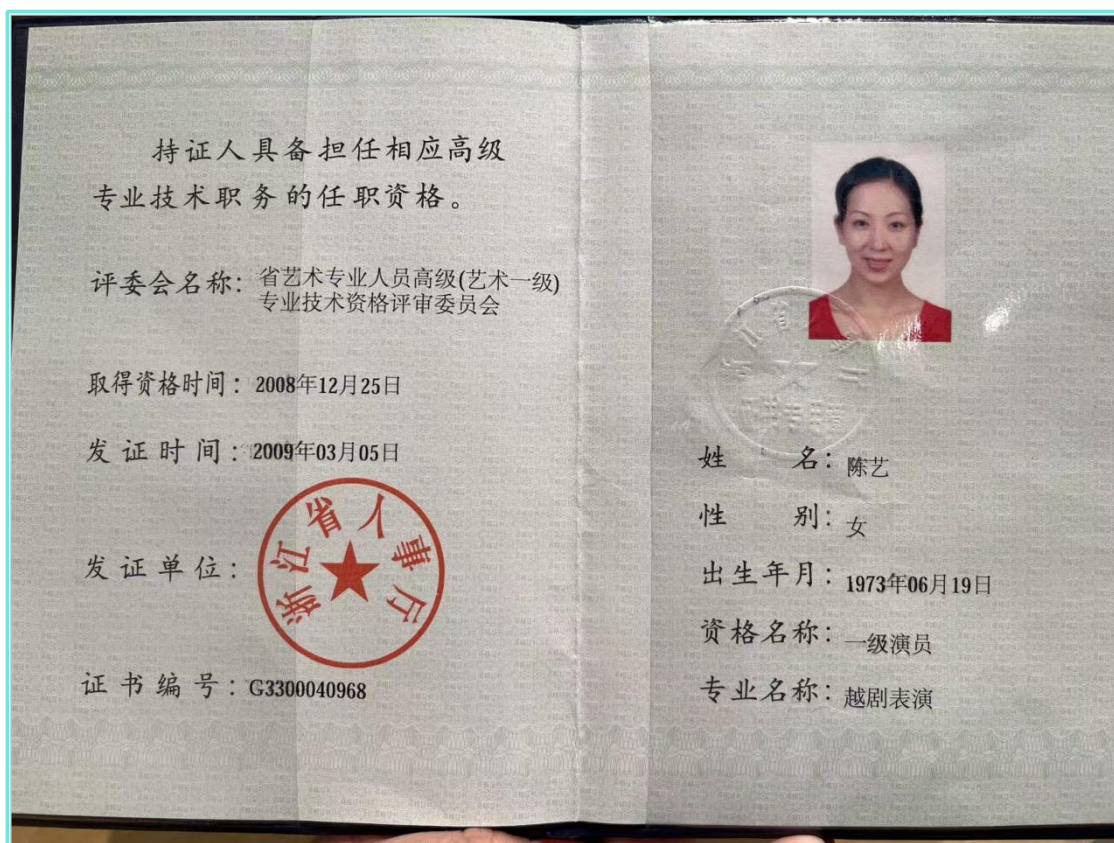 持证人具备担任相应高级
专业技术职务的任职资格。
评委会名称：省艺术专业人员高级(艺术一级)
专业技术资格评审委员会
取得资格时间：2008年12月25日
发证时间：2009年03月05日
发证单位：
浙江省人事厅
证书编号：G3300040968
姓名：陈艺
性别：女
出生年月：1973年06月19日
资格名称：一级演员
专业名称：越剧表演